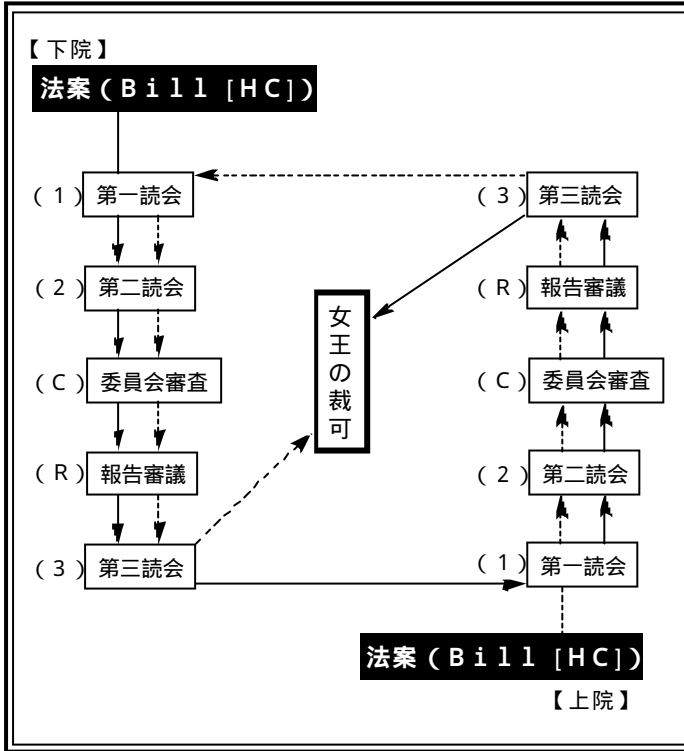 【下院】
法案(Bill [HC])
(1) 第一読会
(2) 第二読会
(C) 委員会審査
(R) 報告審議
(3) 第三読会
女王の裁可
(3) 第三読会
(R) 報告審議
(C) 委員会審査
(2) 第二読会
(1) 第一読会
法案(Bill [HC])
【上院】